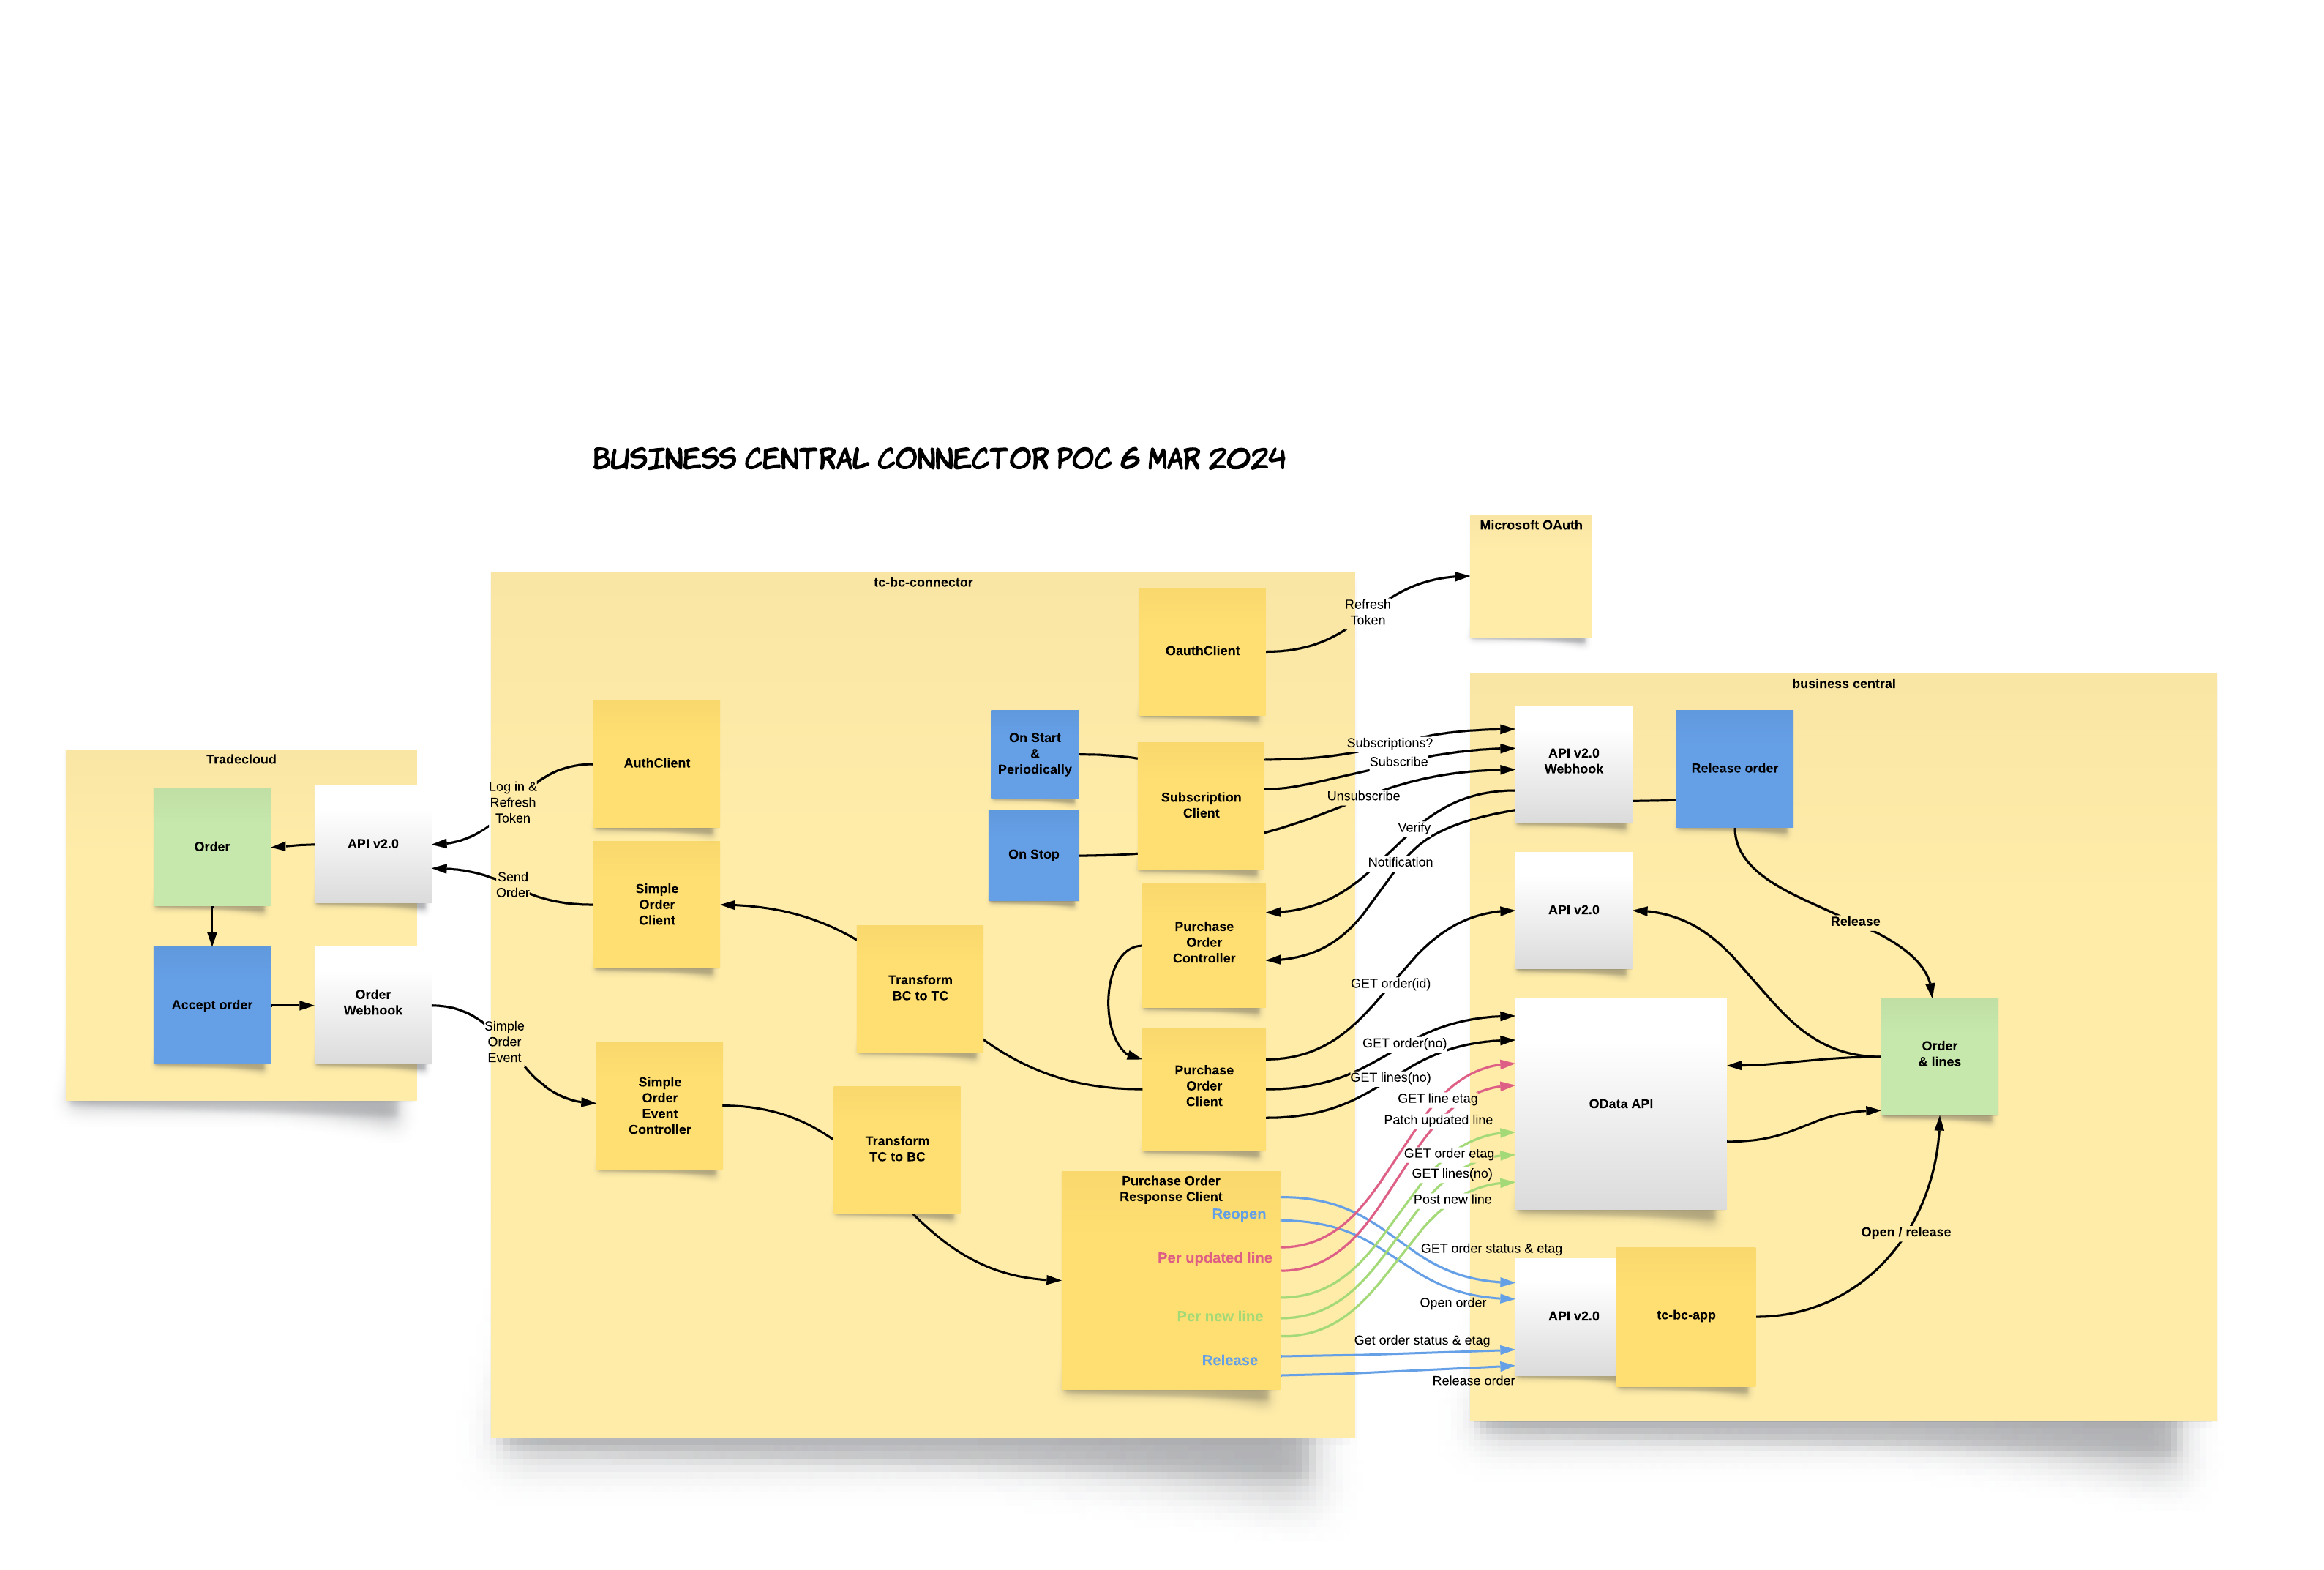 BUSINESS CENTRAL CONNECTOR POC 6 MAR 2024
Microsoft OAuth
tc-bc-connector
Refresh
Token
OauthClient
business central
Tradecloud
Order
API v2.0
Accept order
Order
Webhook
Log in &
Refresh
Token
Send
Order
Simple
Order
Event
AuthClient
Simple
Order
Client
Simple
Order
Event
Controller
Transform
BC to TC
Transform
TC to BC
On Start
&
Periodically
On Stop
Subscription
Client
Purchase
Order
Controller
Purchase
Order
Client
Purchase Order
Response Client
Reopen
Per updated line
Per new line
Release
Subscriptions?
Subscribe
Unsubscribe
Verify
Notification
GET order(id)
GET order(no)
GET lines(no)
GET line etag
Patch updated line
GET order etag
GET lines(no)
Post new line
GET order status & etag
Open order
Get order status & etag
Release order
API v2.0
Webhook
Release order
API v2.0
Release
OData API
Order
& lines
Open / release
API v2.0
tc-bc-app